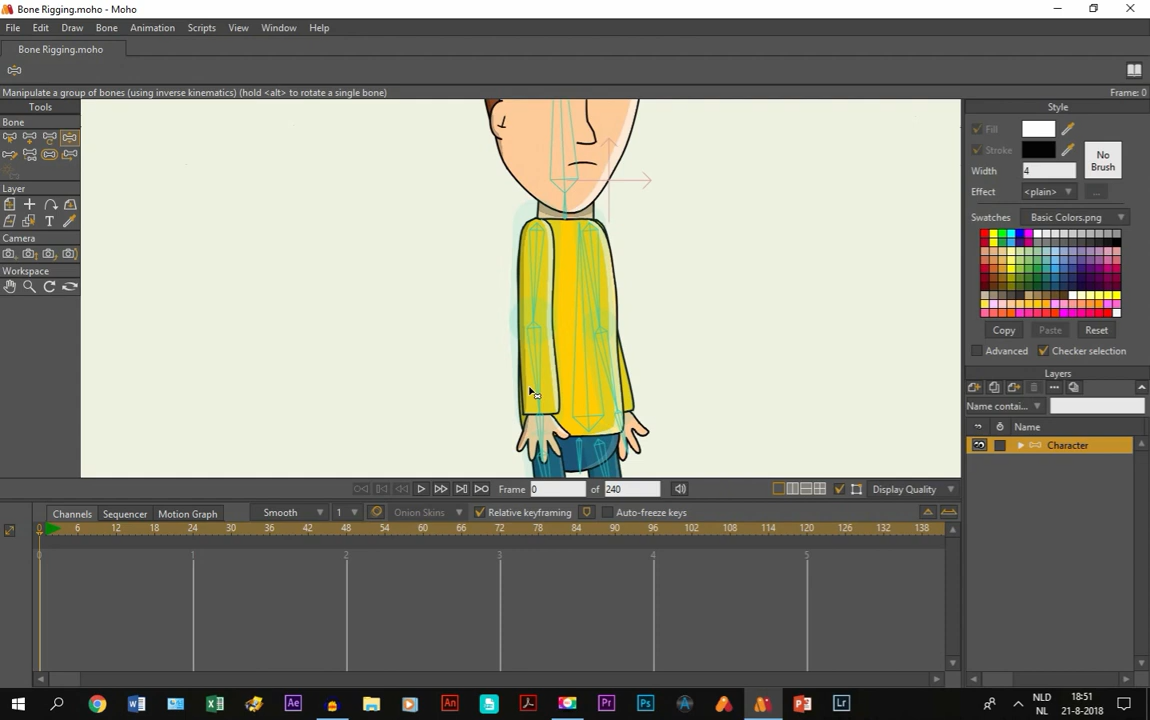 Bone Rigging.moho - Moho
File Edit Draw Bone Animation Scripts View Window Help
Bone Rigging.moho
Manipulate a group of bones (using inverse kinematics) (hold <alt> to rotate a single bone) Frame: 0
Tools
Bone
Layer
T
Camera
Workspace
Style
Fill
Stroke
No Brush
Width 4
Effect <plain> ...
Swatches Basic Colors.png
Copy Paste Reset
Advanced Checker selection
Layers
Name contai...
Name
Character
Frame 0 of 240 Display Quality
Channels Sequencer Motion Graph Smooth 1 Onion Skins Relative keyframing Auto-freeze keys
0 6 12 18 24 30 36 42 48 54 60 66 72 78 84 90 96 102 108 114 120 126 132 138
0 1 2 3 4 5
Ae An Pr Ps Lr
NLD
NL
18:51
21-8-2018